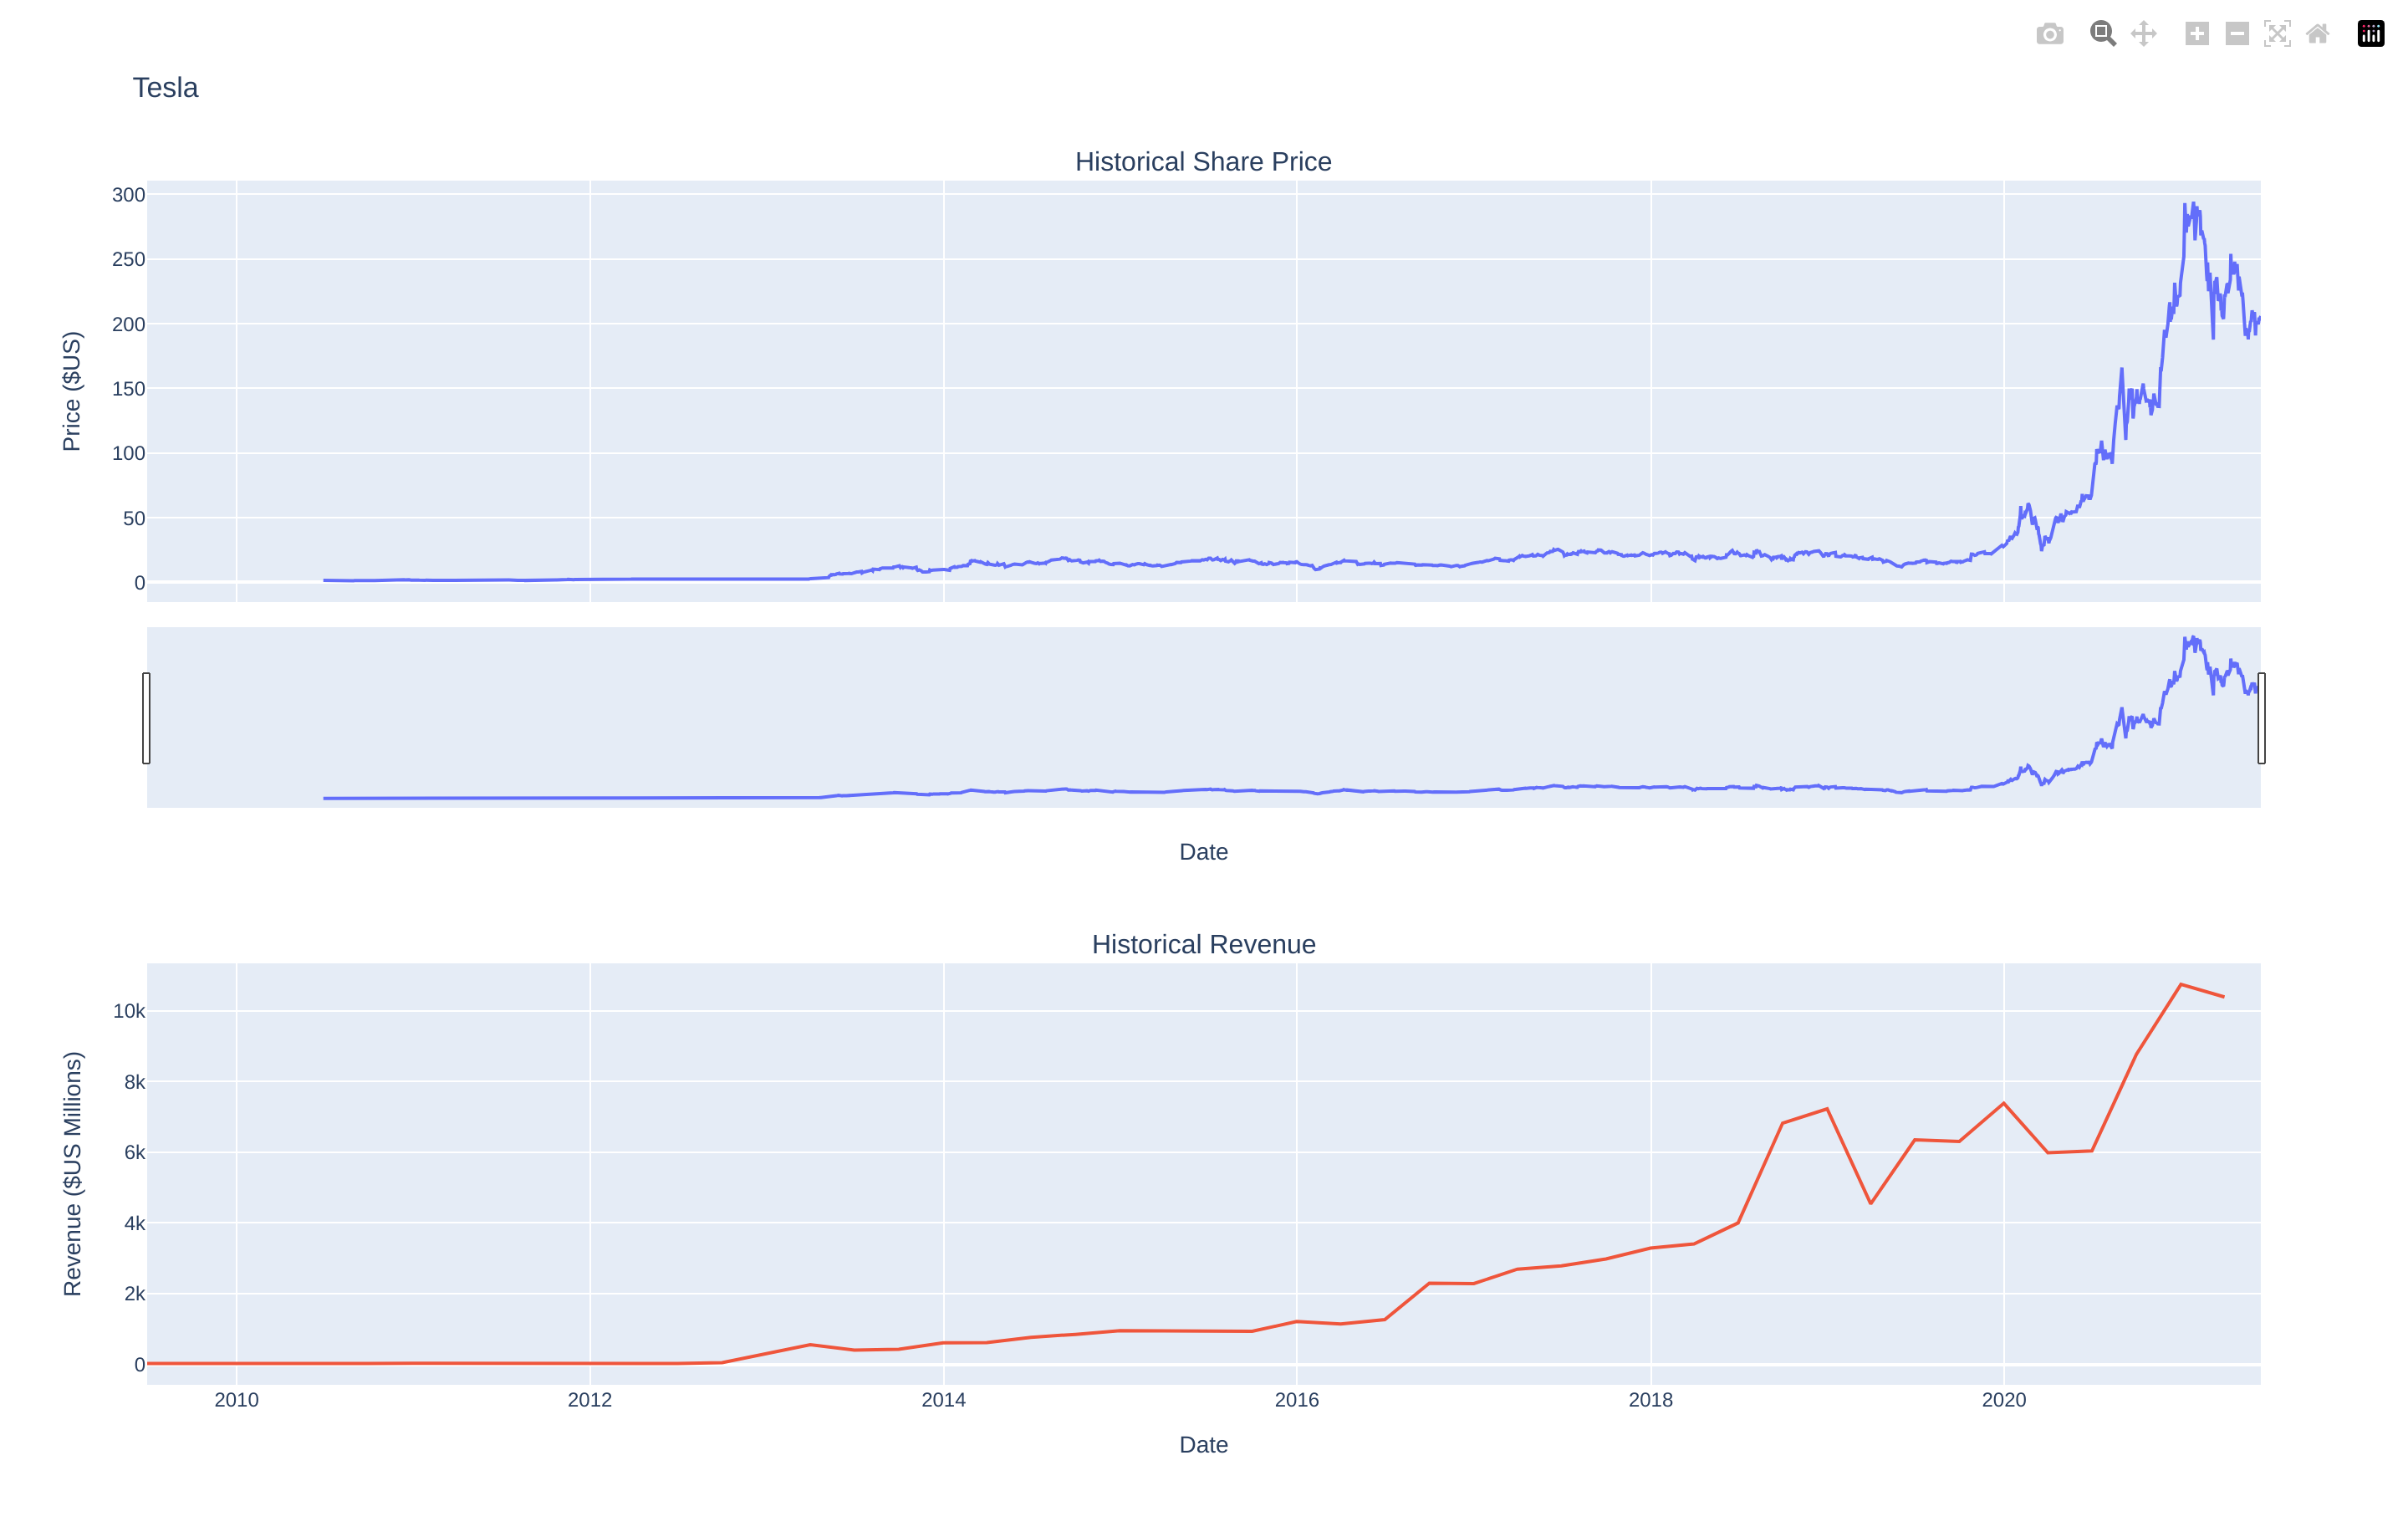 Tesla
Historical Share Price
300
250
200
150
100
50
0
Price ($US)
Date
Historical Revenue
10k
8k
6k
4k
2k
0
Revenue ($US Millions)
2010 2012 2014 2016 2018 2020
Date